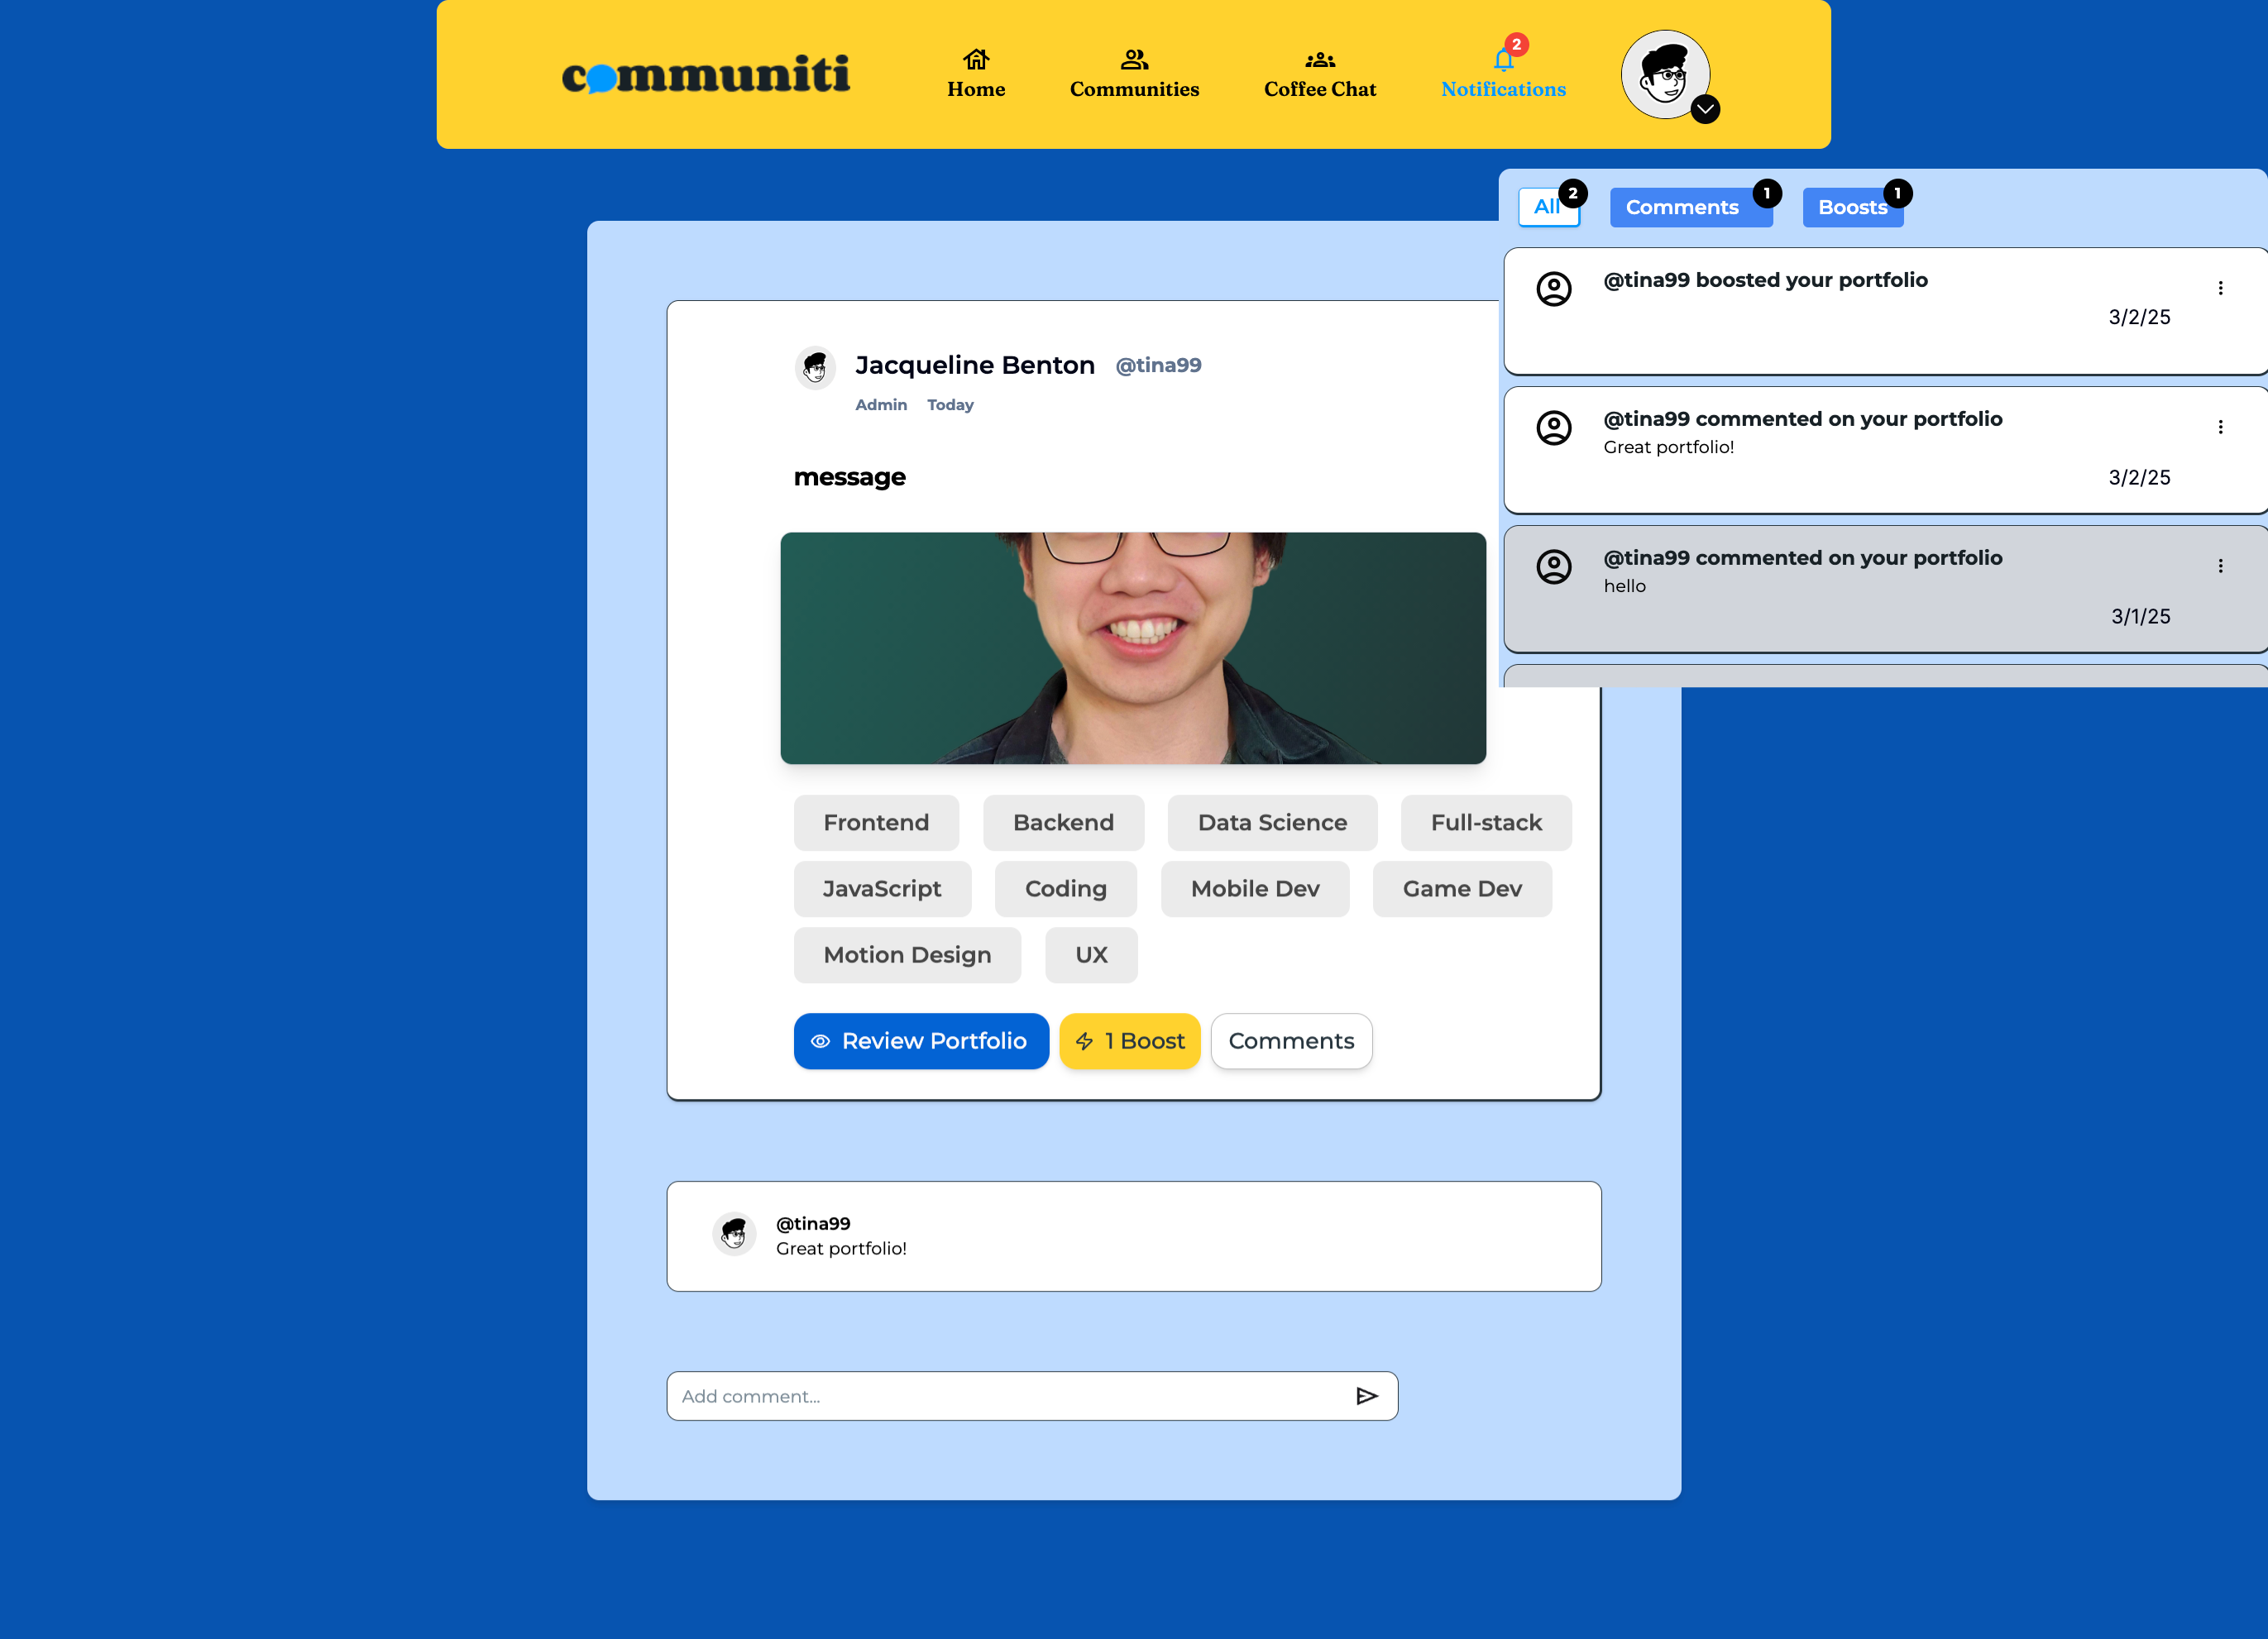 communiti
Home
Communities
Coffee Chat
2
Notifications
All 2
Comments 1
Boosts 1
@tina99 boosted your portfolio
3/2/25
@tina99 commented on your portfolio
Great portfolio!
3/2/25
@tina99 commented on your portfolio
hello
3/1/25
Jacqueline Benton @tina99
Admin Today
message
Frontend Backend Data Science Full-stack
JavaScript Coding Mobile Dev Game Dev
Motion Design UX
Review Portfolio 1 Boost Comments
@tina99
Great portfolio!
Add comment...